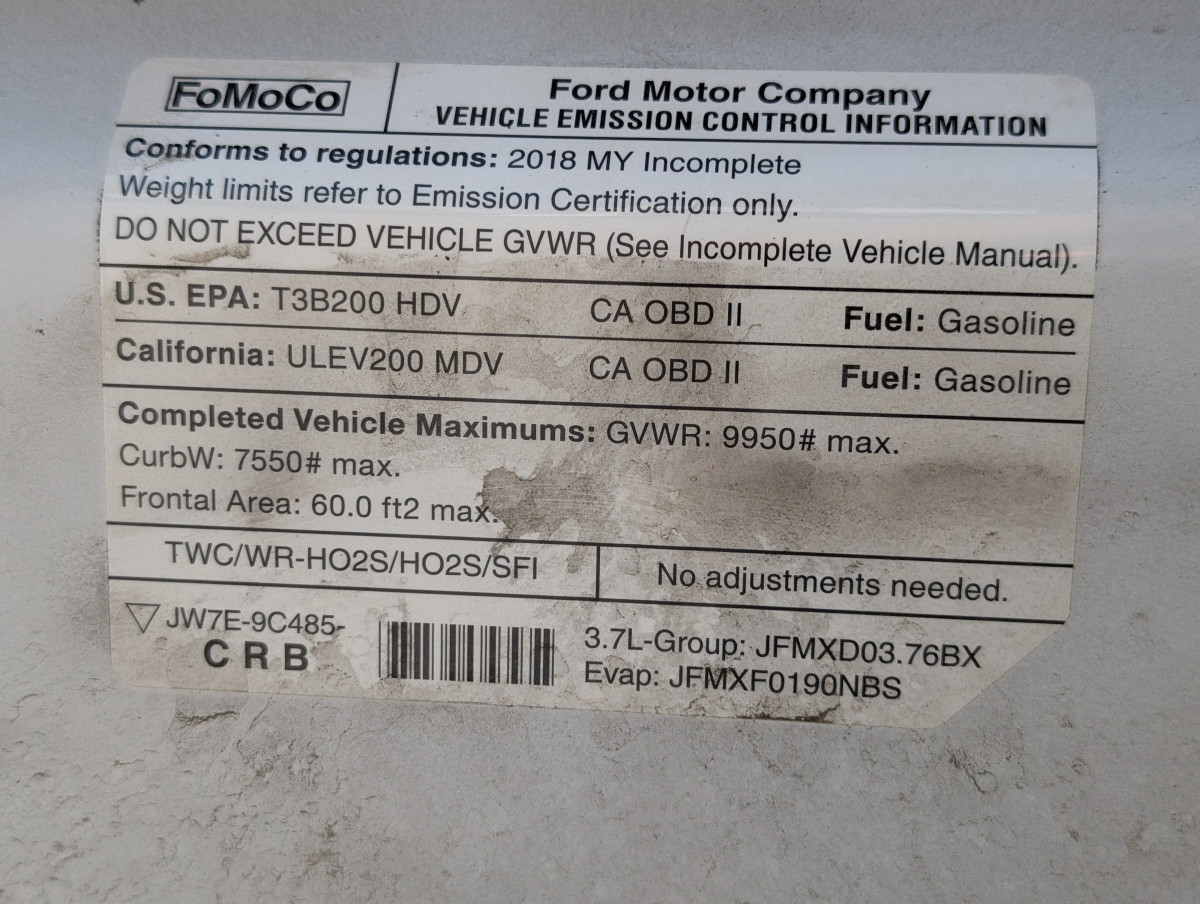 FoMoCo
Ford Motor Company
VEHICLE EMISSION CONTROL INFORMATION
Conforms to regulations: 2018 MY Incomplete
Weight limits refer to Emission Certification only.
DO NOT EXCEED VEHICLE GVWR (See Incomplete Vehicle Manual).
U.S. EPA: T3B200 HDV CA OBD II Fuel: Gasoline
California: ULEV200 MDV CA OBD II Fuel: Gasoline
Completed Vehicle Maximums: GVWR: 9950# max.
CurbW: 7550# max.
Frontal Area: 60.0 ft2 max.
TWC/WR-HO2S/HO2S/SFI
No adjustments needed.
JW7E-9C485-
C R B
3.7L-Group: JFMXD03.76BX
Evap: JFMXF0190NBS